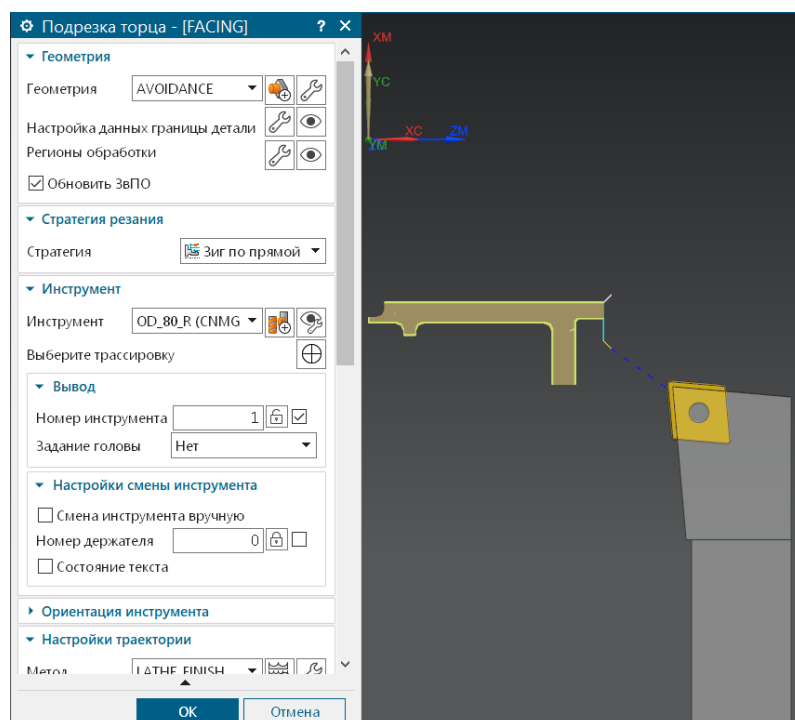 Подрезка торца - [FACING] ? ×
Геометрия
Геометрия AVOIDANCE
Настройка данных границы детали
Регионы обработки
Обновить ЗвПО
Стратегия резания
Стратегия Зиг по прямой
Инструмент
Инструмент OD_80_R (CNMG
Выберите трассировку
Вывод
Номер инструмента 1
Задание головы Нет
Настройки смены инструмента
Смена инструмента вручную
Номер держателя 0
Состояние текста
Ориентация инструмента
Настройки траектории
Метод LATHE_FINISH
OK Отмена
XM
YC
XC ZM
YM